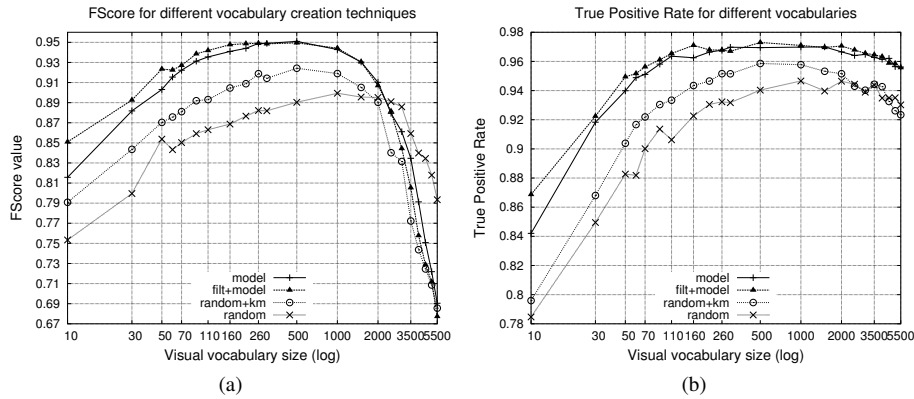 FScore for different vocabulary creation techniques
FScore value
0.95
0.93
0.91
0.89
0.87
0.85
0.83
0.81
0.79
0.77
0.75
0.73
0.71
0.69
0.67
model
filt+model
random+km
random
10 30 50 70 110 160 260 500 1000 2000 3500 5500
Visual vocabulary size (log)
(a)
True Positive Rate for different vocabularies
True Positive Rate
0.98
0.96
0.94
0.92
0.9
0.88
0.86
0.84
0.82
0.8
0.78
model
filt+model
random+km
random
10 30 50 70 110 160 260 500 1000 2000 3500 5500
Visual vocabulary size (log)
(b)